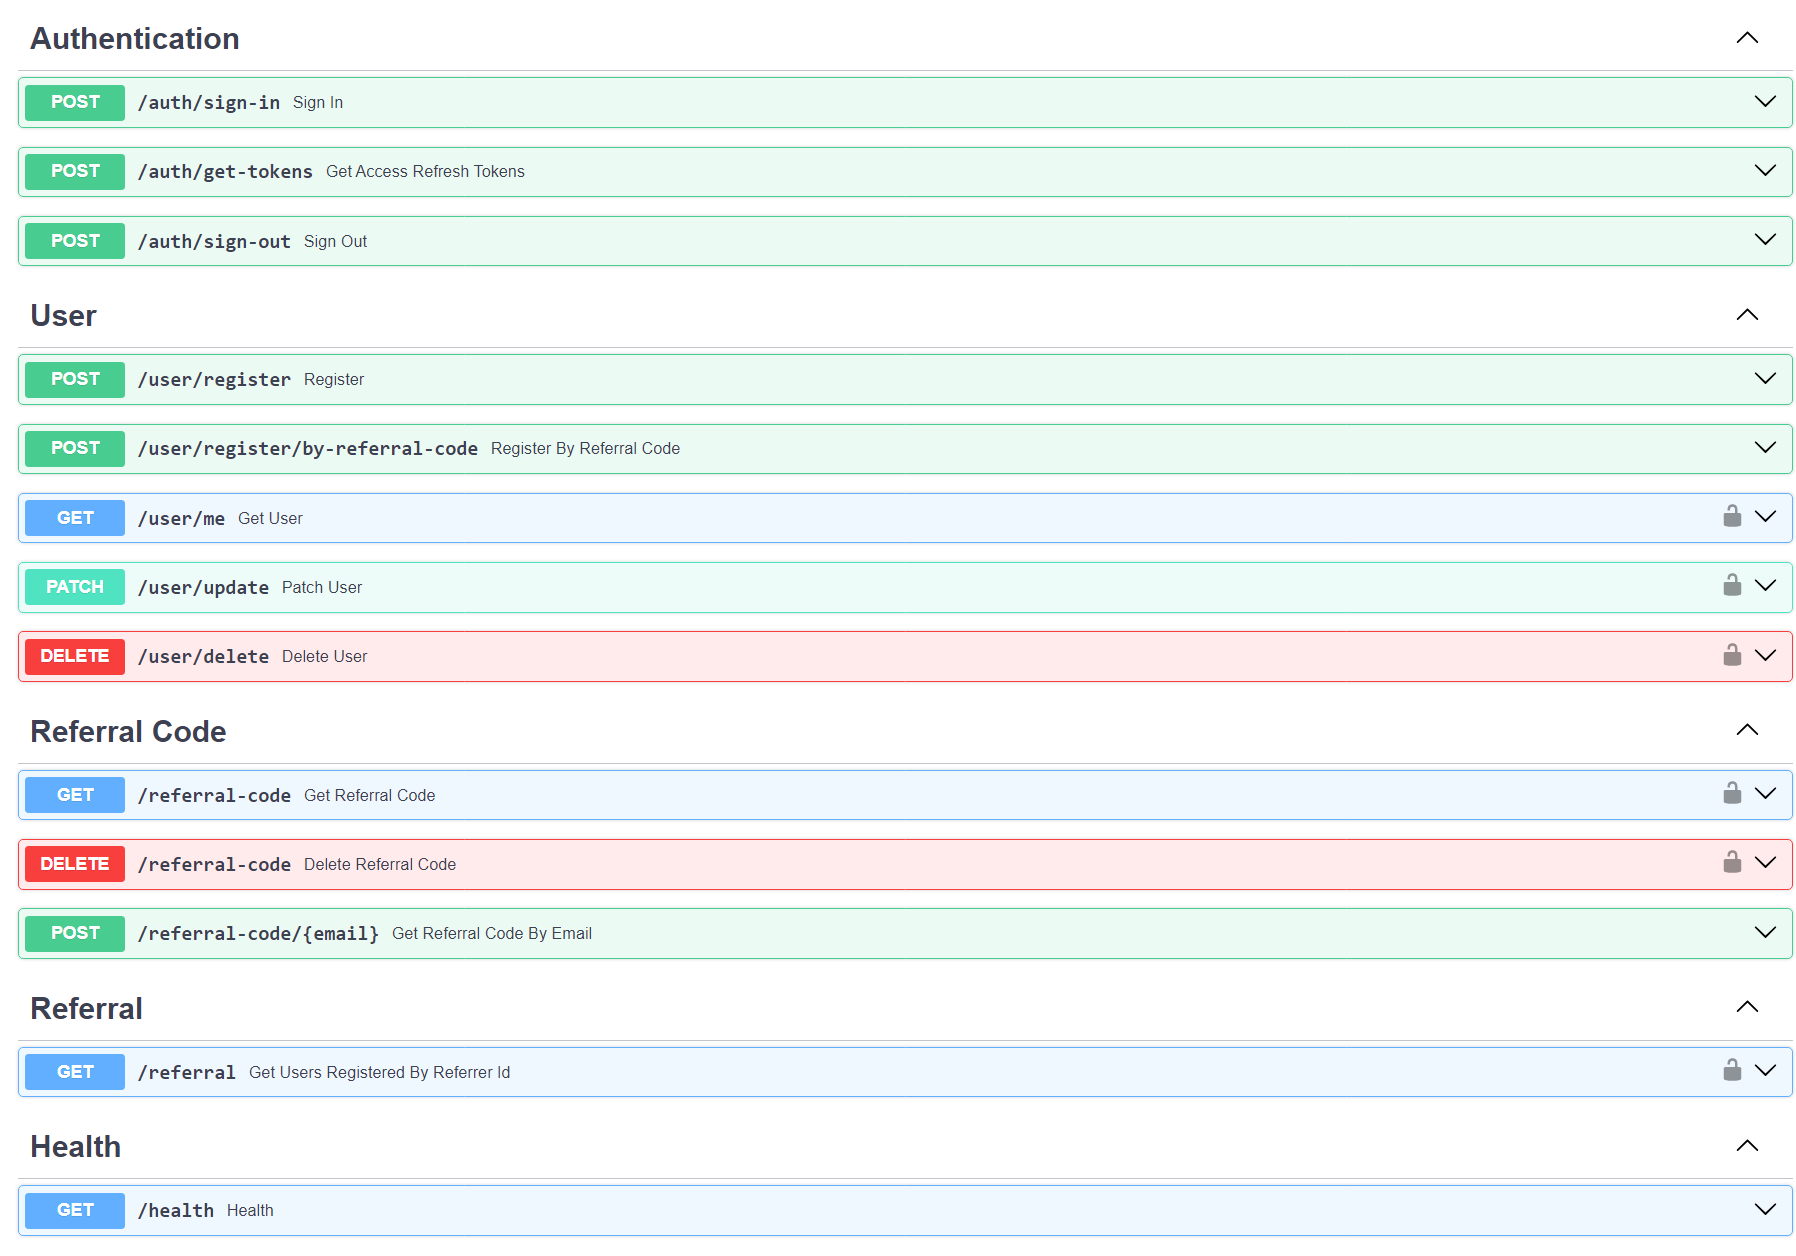 Authentication
POST /auth/sign-in Sign In
POST /auth/get-tokens Get Access Refresh Tokens
POST /auth/sign-out Sign Out
User
POST /user/register Register
POST /user/register/by-referral-code Register By Referral Code
GET /user/me Get User
PATCH /user/update Patch User
DELETE /user/delete Delete User
Referral Code
GET /referral-code Get Referral Code
DELETE /referral-code Delete Referral Code
POST /referral-code/{email} Get Referral Code By Email
Referral
GET /referral Get Users Registered By Referrer Id
Health
GET /health Health